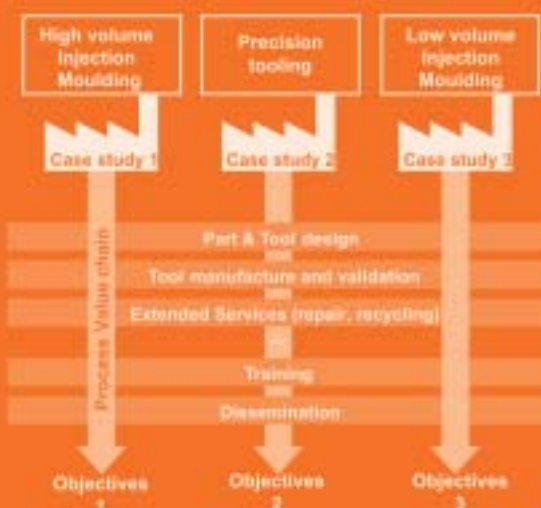 High volume
Injection
Moulding
Precision
tooling
Low volume
Injection
Moulding
Case study 1
Case study 2
Case study 3
Process Value chain
Part & Tool design
Tool manufacture and validation
Extended Services (repair, recycling)
...
Training
Dissemination
Objectives
1
Objectives
2
Objectives
3